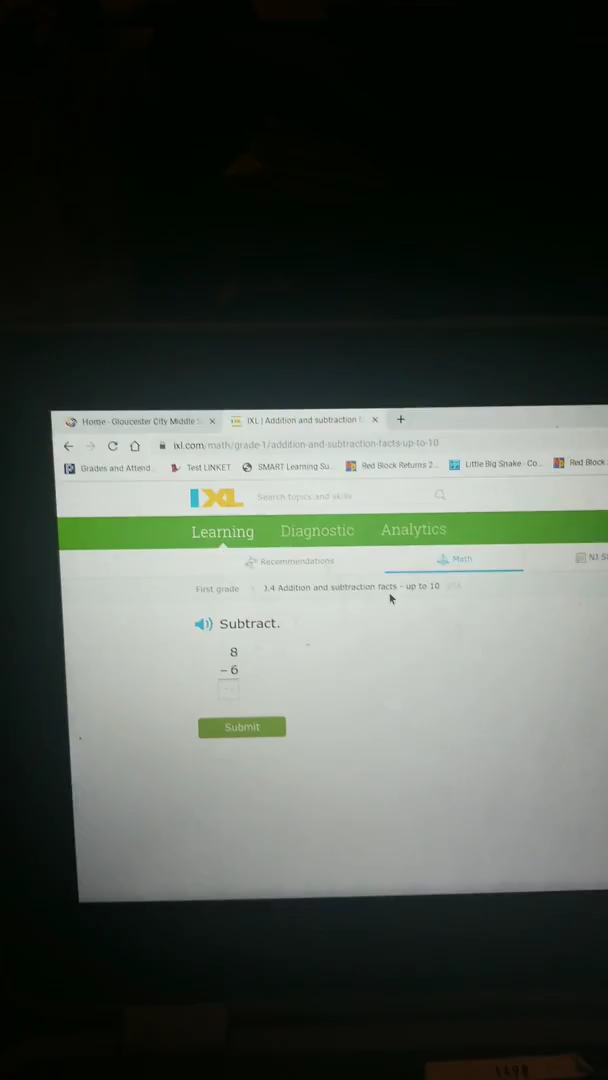 Home - Gloucester City Middle S
IXL | Addition and subtraction f
ixl.com/math/grade-1/addition-and-subtraction-facts-up-to-10
Grades and Attend
Test LINKET
SMART Learning Su...
Red Block Returns 2...
Little Big Snake - Co...
Red Block
IXL
Search topics and skills
Learning
Diagnostic
Analytics
Recommendations
Math
First grade
J.4 Addition and subtraction facts - up to 10
Subtract.
8
- 6
Submit
1498